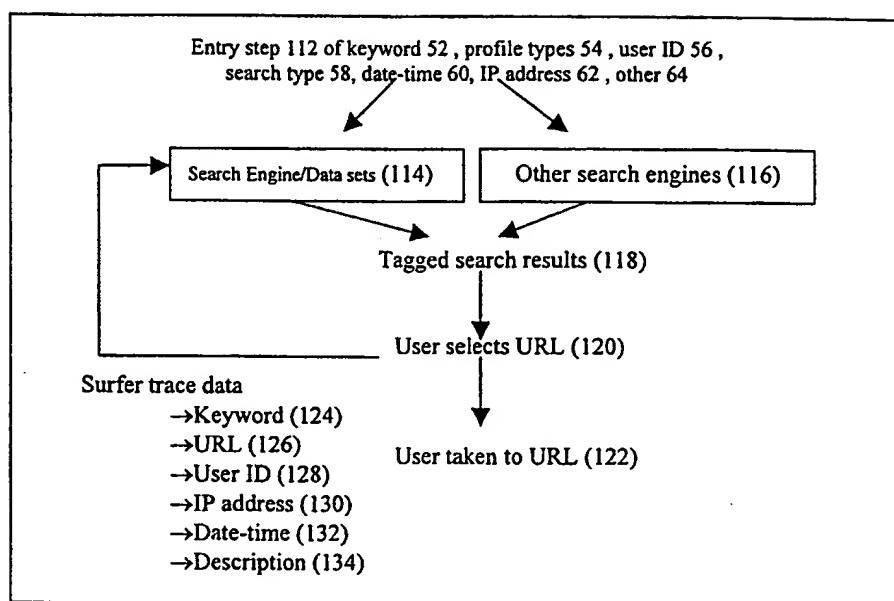 Entry step 112 of keyword 52 , profile types 54 , user ID 56 ,
search type 58, date-time 60, IP address 62 , other 64
Search Engine/Data sets (114)
Other search engines (116)
Tagged search results (118)
User selects URL (120)
Surfer trace data
→Keyword (124)
→URL (126)
User taken to URL (122)
→User ID (128)
→IP address (130)
→Date-time (132)
→Description (134)